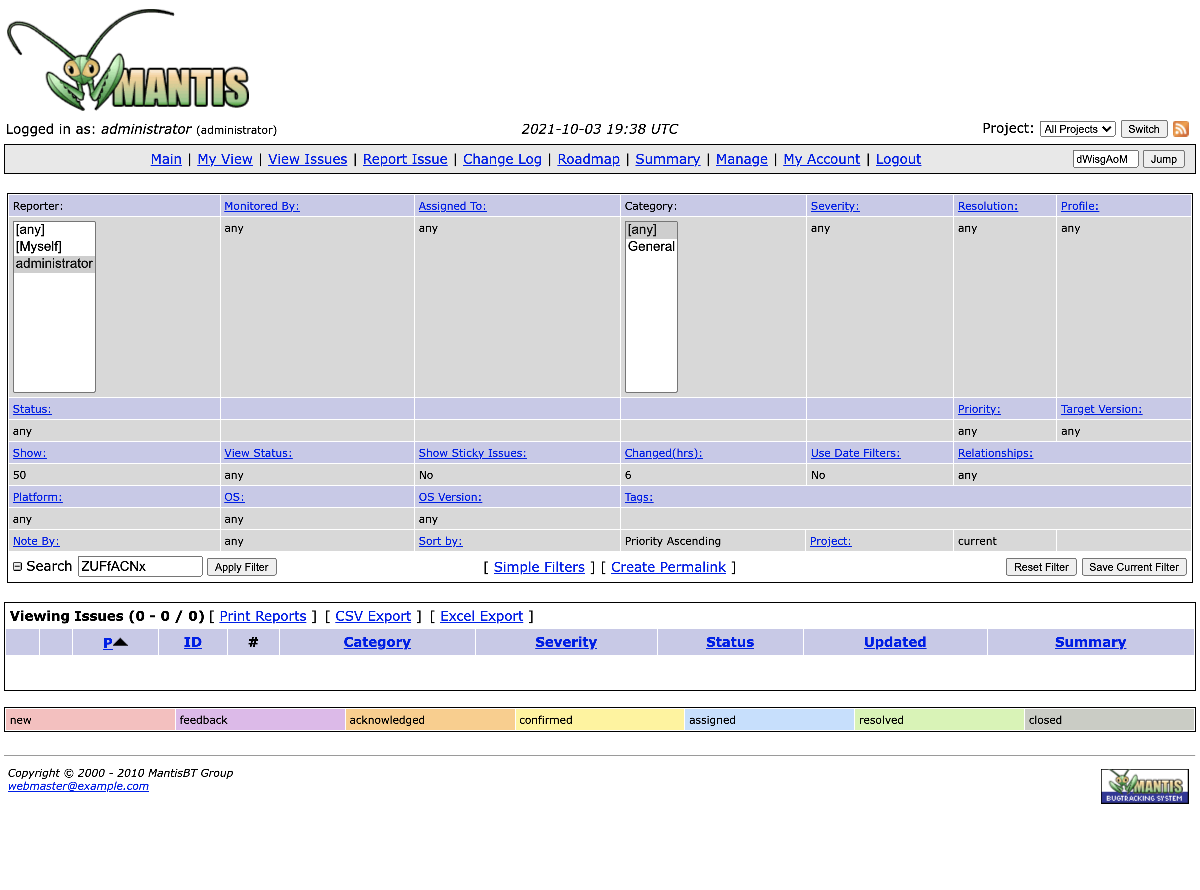 MANTIS
Logged in as: administrator (administrator)
2021-10-03 19:38 UTC
Project: All Projects Switch
Main | My View | View Issues | Report Issue | Change Log | Roadmap | Summary | Manage | My Account | Logout
dWisgAoM Jump
Reporter: Monitored By: Assigned To: Category: Severity: Resolution: Profile:
[any] any any [any] any any any
[Myself] General
administrator
Status: Priority: Target Version:
any any any
Show: View Status: Show Sticky Issues: Changed(hrs): Use Date Filters: Relationships:
50 any No 6 No any
Platform: OS: OS Version: Tags:
any any any
Note By: any Sort by: Priority Ascending Project: current
Search ZUFfACNx Apply Filter [ Simple Filters ] [ Create Permalink ] Reset Filter Save Current Filter
Viewing Issues (0 - 0 / 0) [ Print Reports ] [ CSV Export ] [ Excel Export ]
P ID # Category Severity Status Updated Summary
new feedback acknowledged confirmed assigned resolved closed
Copyright © 2000 - 2010 MantisBT Group
webmaster@example.com
MANTIS
BUGTRACKING SYSTEM